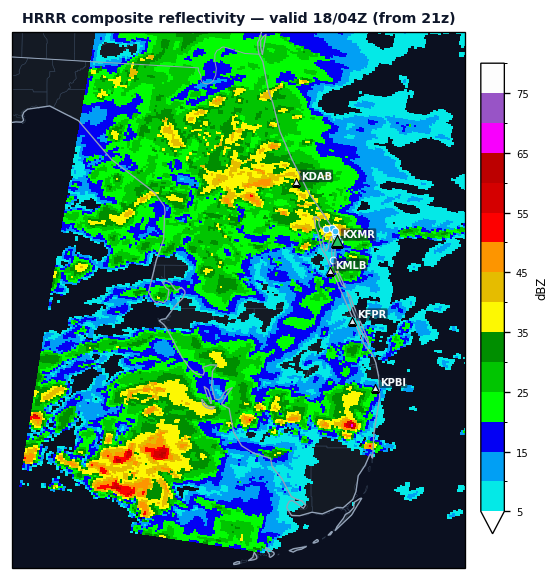 HRRR composite reflectivity — valid 18/04Z (from 21z)
KDAB
KXMR
KMLB
KFPR
KPBI
75
65
55
45
35
25
15
5
dBZ